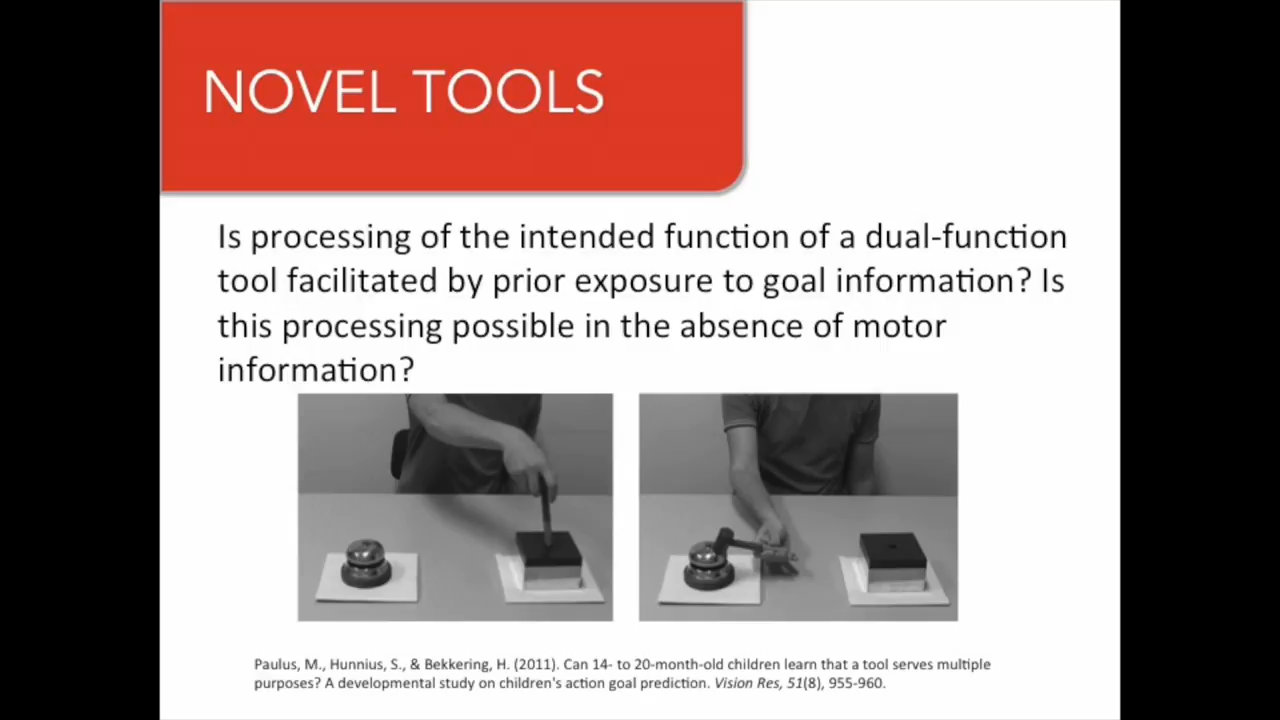 NOVEL TOOLS
Is processing of the intended function of a dual-function
tool facilitated by prior exposure to goal information? Is
this processing possible in the absence of motor
information?
Paulus, M., Hunnius, S., & Bekkering, H. (2011). Can 14- to 20-month-old children learn that a tool serves multiple
purposes? A developmental study on children's action goal prediction. Vision Res, 51(8), 955-960.